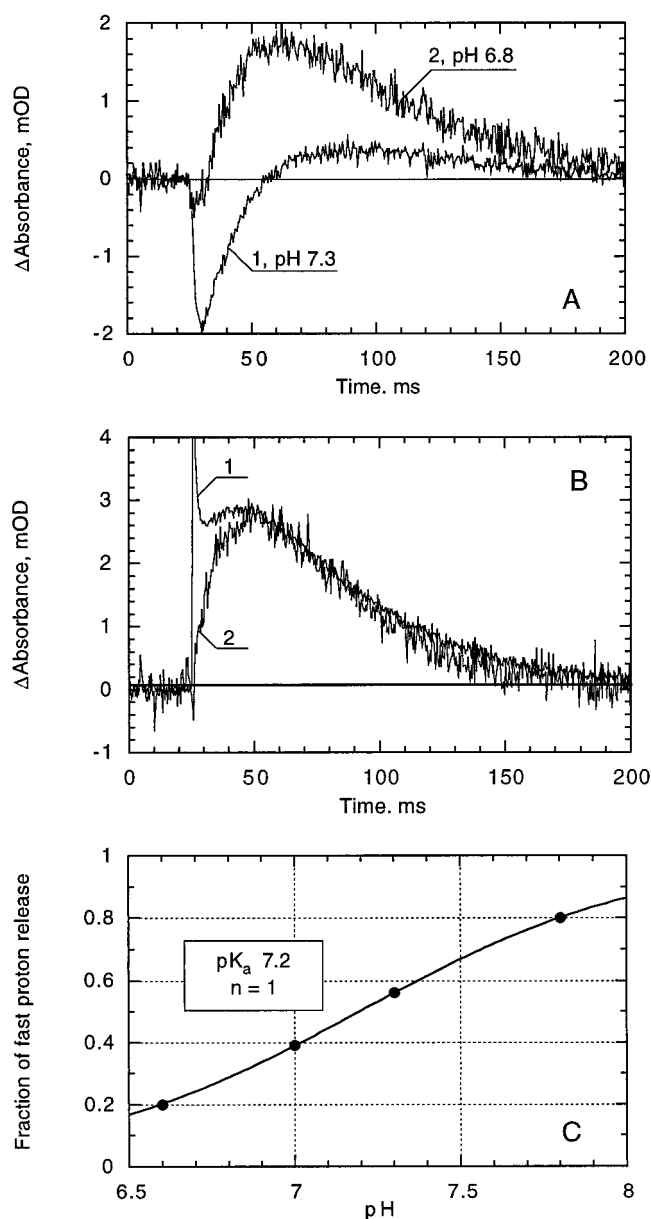 2
1
0
-1
-2
ΔAbsorbance, mOD
2, pH 6.8
1, pH 7.3
A
0 50 100 150 200
Time. ms
4
3
2
1
0
-1
ΔAbsorbance, mOD
1
2
B
0 50 100 150 200
Time. ms
1
0.8
0.6
0.4
0.2
0
Fraction of fast proton release
pKa 7.2
n = 1
C
6.5 7 7.5 8
pH